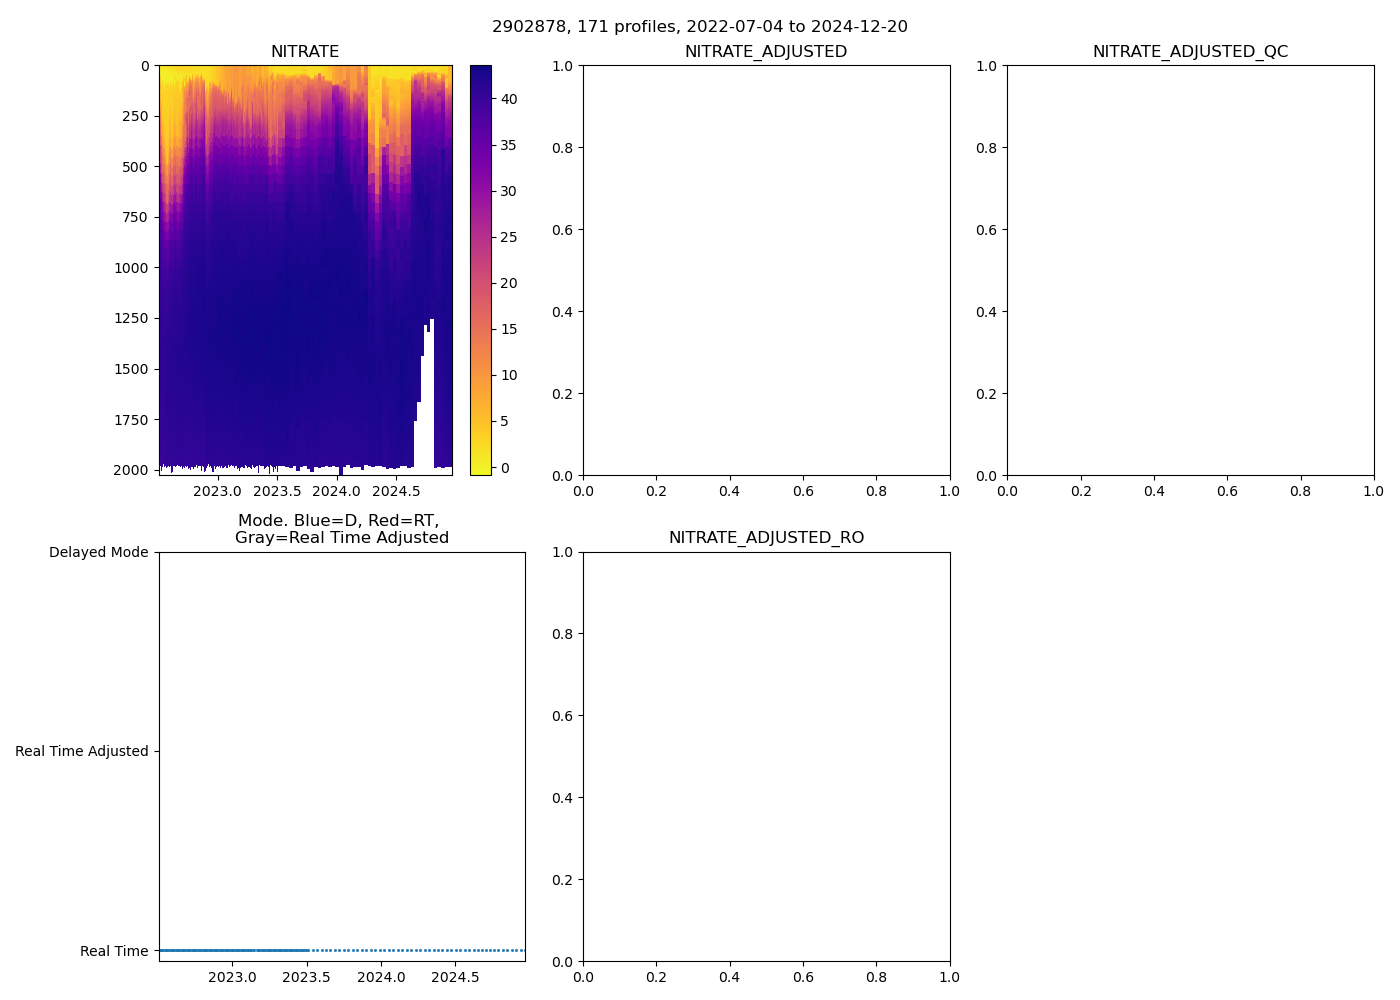 2902878, 171 profiles, 2022-07-04 to 2024-12-20
NITRATE
0
250
500
750
1000
1250
1500
1750
2000
2023.0 2023.5 2024.0 2024.5
40
35
30
25
20
15
10
5
0
NITRATE_ADJUSTED
1.0
0.8
0.6
0.4
0.2
0.0
0.0 0.2 0.4 0.6 0.8 1.0
NITRATE_ADJUSTED_QC
1.0
0.8
0.6
0.4
0.2
0.0
0.0 0.2 0.4 0.6 0.8 1.0
Mode. Blue=D, Red=RT,
Gray=Real Time Adjusted
Delayed Mode
Real Time Adjusted
Real Time
2023.0 2023.5 2024.0 2024.5
NITRATE_ADJUSTED_RO
1.0
0.8
0.6
0.4
0.2
0.0
0.0 0.2 0.4 0.6 0.8 1.0